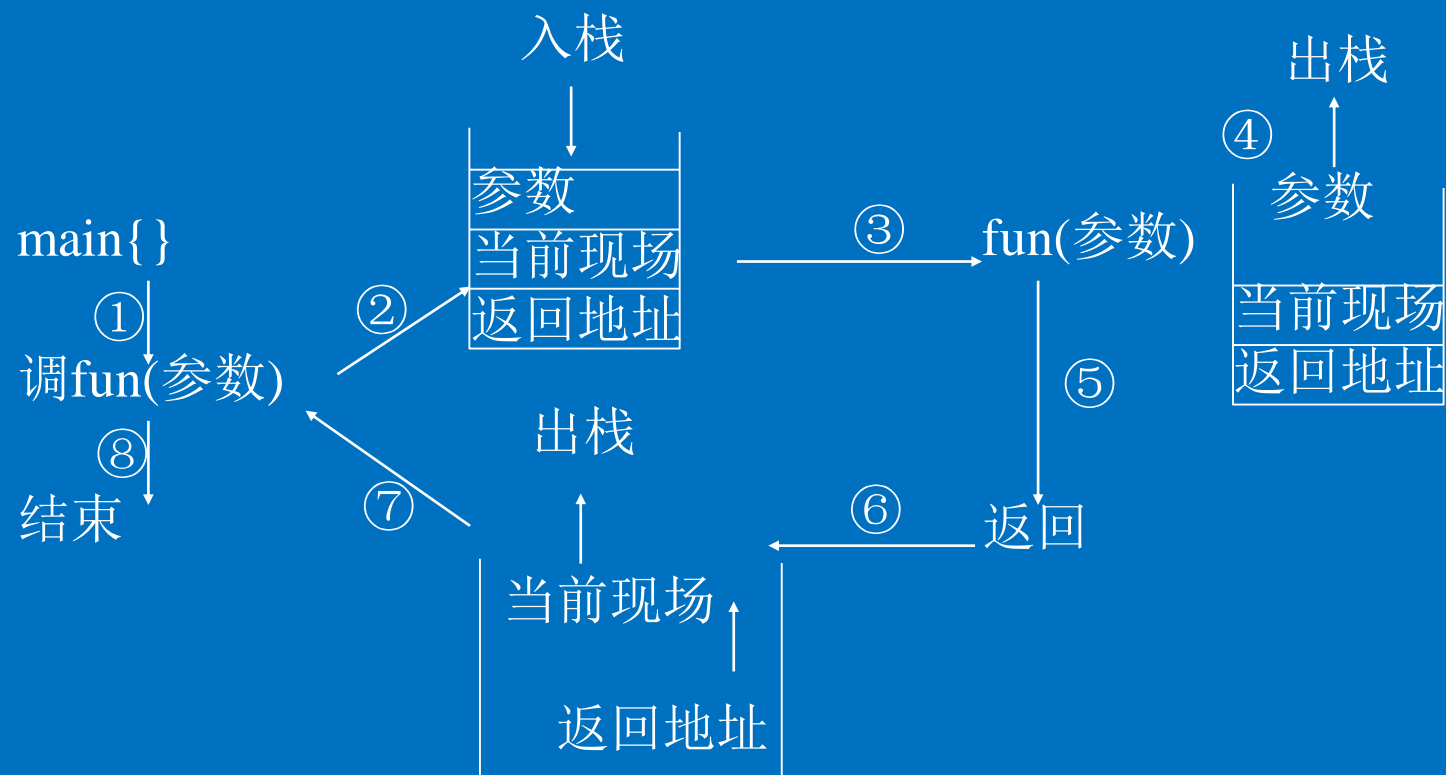 入栈
出栈
④
参数
参数
main{}
③
fun(参数)
当前现场
①
②
返回地址
当前现场
调fun(参数)
⑤
返回地址
出栈
⑧
⑦
⑥
结束
返回
当前现场
返回地址